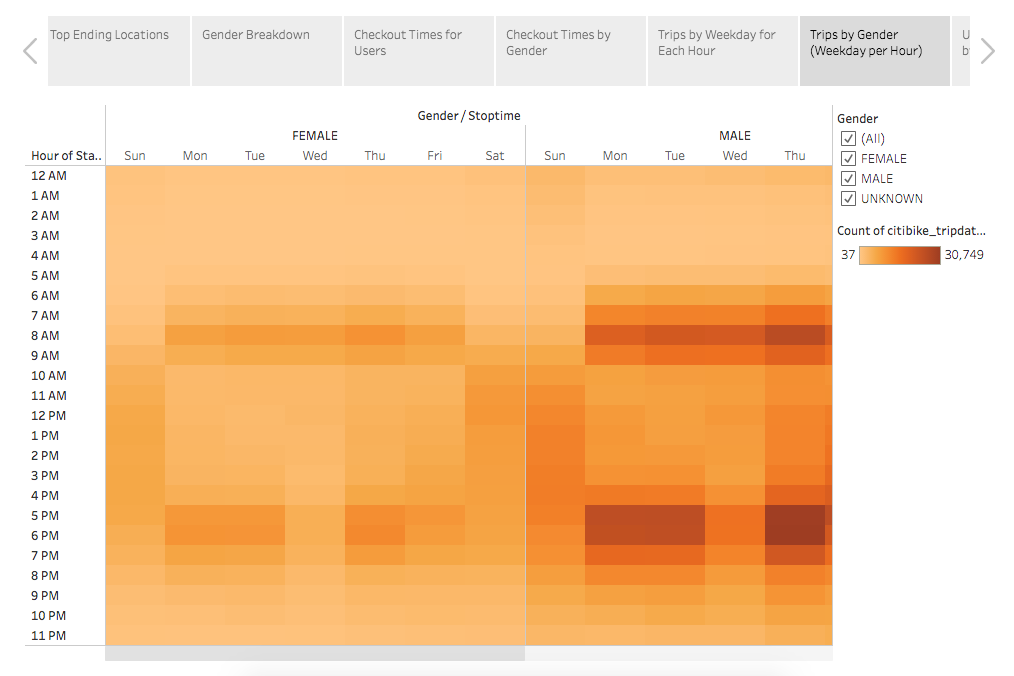 Top Ending Locations
Gender Breakdown
Checkout Times for
Users
Checkout Times by
Gender
Trips by Weekday for
Each Hour
Trips by Gender
(Weekday per Hour)
Gender / Stoptime
FEMALE MALE
Hour of Sta.. Sun Mon Tue Wed Thu Fri Sat Sun Mon Tue Wed Thu
12 AM
1 AM
2 AM
3 AM
4 AM
5 AM
6 AM
7 AM
8 AM
9 AM
10 AM
11 AM
12 PM
1 PM
2 PM
3 PM
4 PM
5 PM
6 PM
7 PM
8 PM
9 PM
10 PM
11 PM
Gender
(All)
FEMALE
MALE
UNKNOWN
Count of citibike_tripdat...
37 30,749